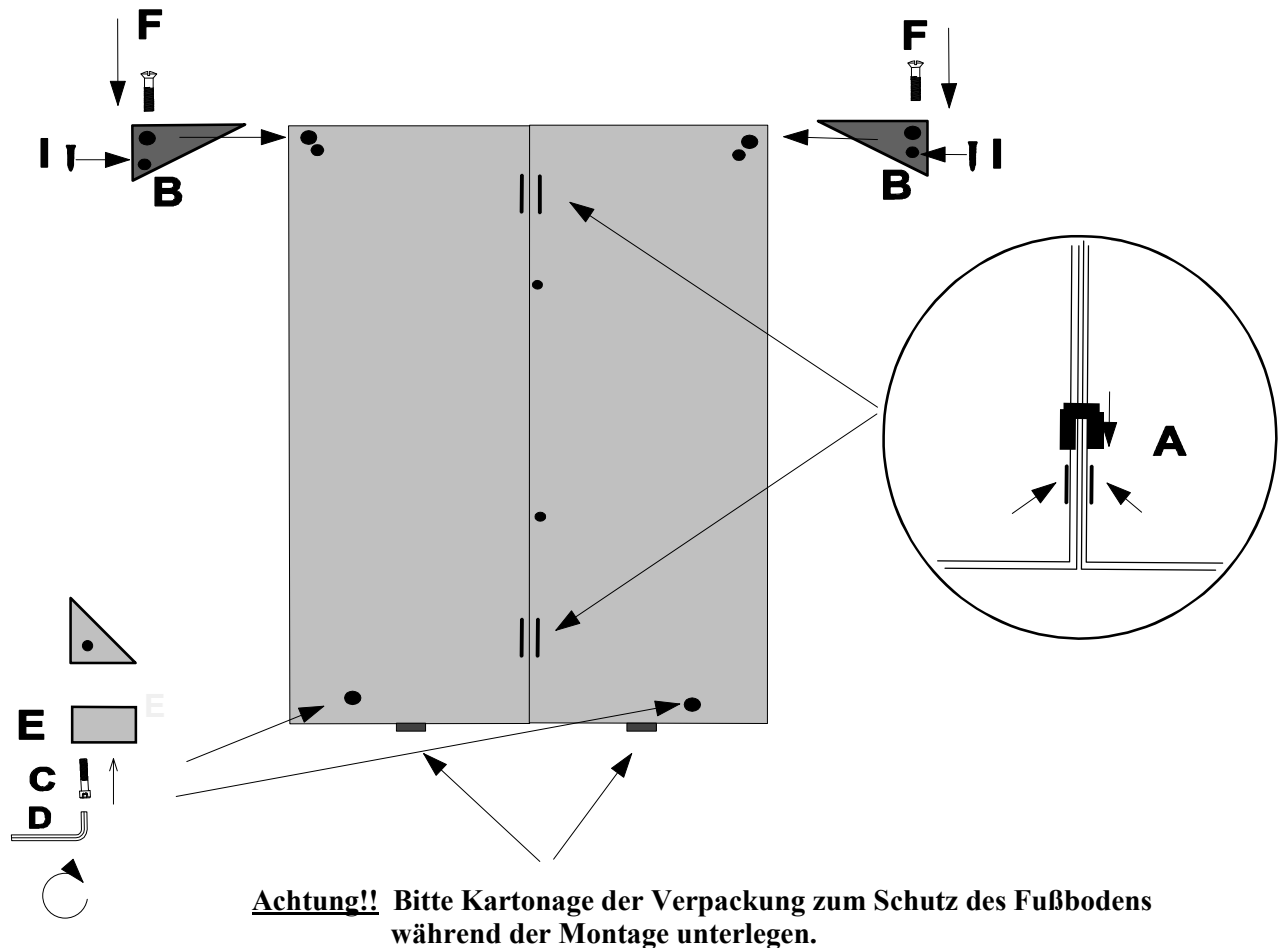 F
F
I
B
B
I
A
E
E
C
D
Achtung!! Bitte Kartonage der Verpackung zum Schutz des Fußbodens
während der Montage unterlegen.